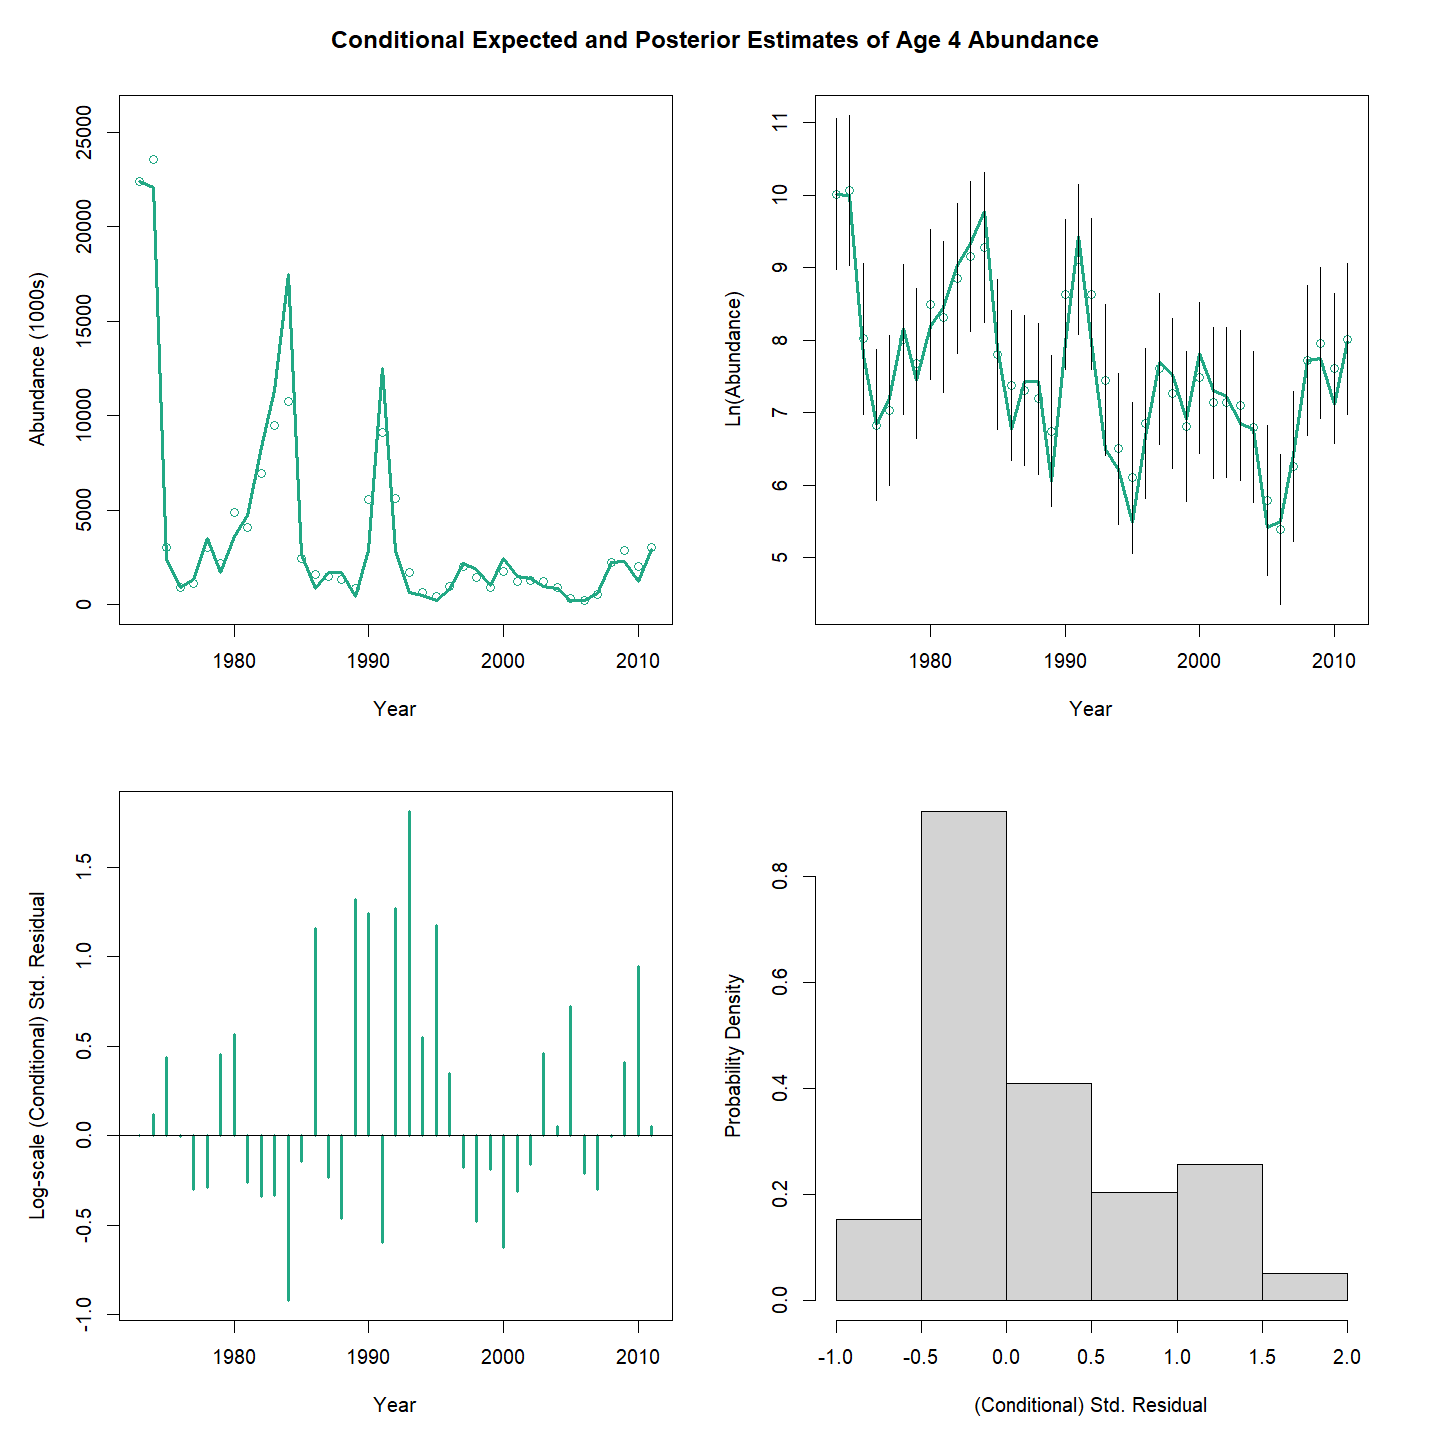 Conditional Expected and Posterior Estimates of Age 4 Abundance
Abundance (1000s)
25000
20000
15000
10000
5000
0
1980 1990 2000 2010
Year
Ln(Abundance)
11
10
9
8
7
6
5
1980 1990 2000 2010
Year
Log-scale (Conditional) Std. Residual
1.5
1.0
0.5
0.0
-0.5
-1.0
1980 1990 2000 2010
Year
Probability Density
0.8
0.6
0.4
0.2
0.0
-1.0 -0.5 0.0 0.5 1.0 1.5 2.0
(Conditional) Std. Residual